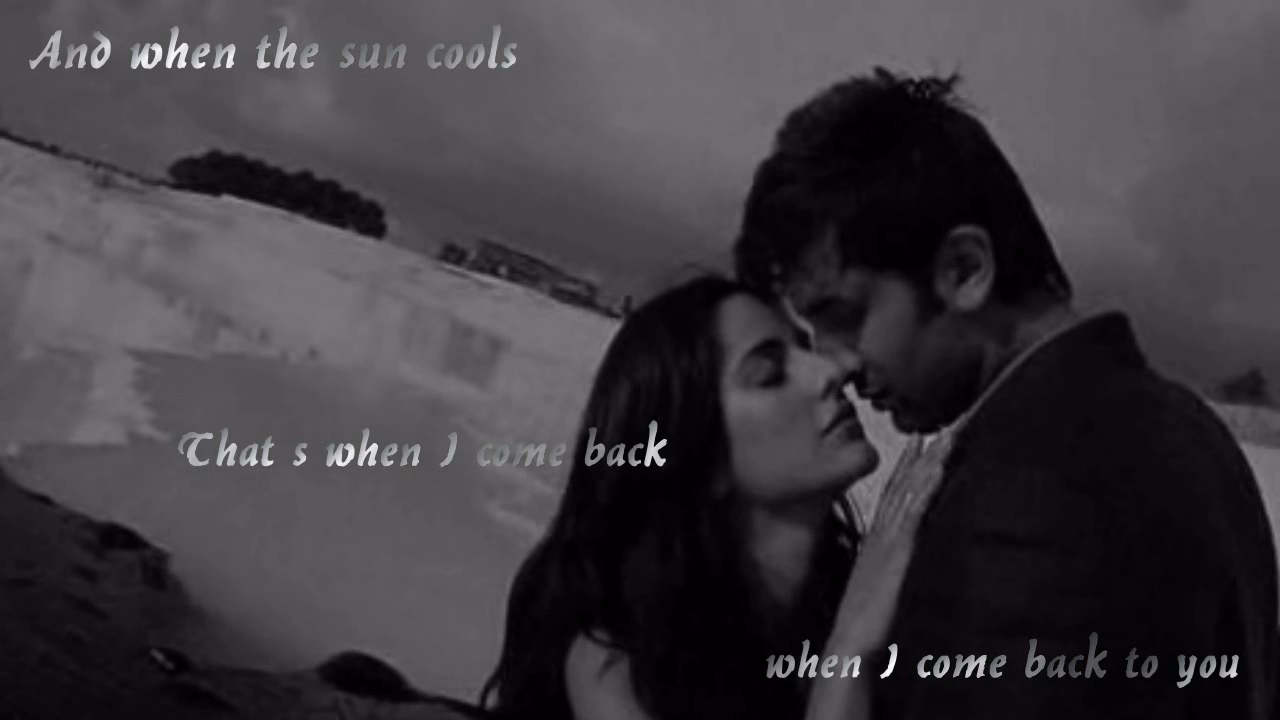 And when the sun cools
That s when I come back
when I come back to you